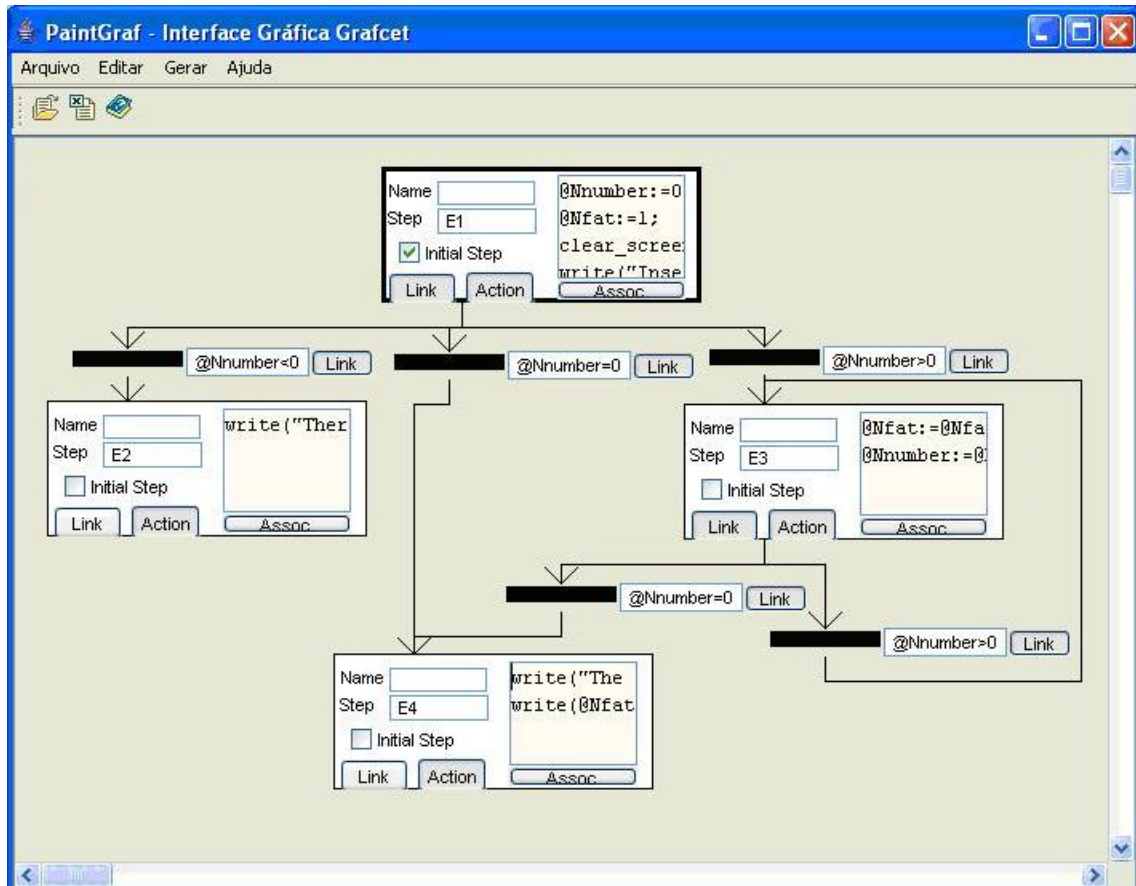 PaintGraf - Interface Gráfica Grafcet
Arquivo Editar Gerar Ajuda
Name
Step E1
Initial Step
Link Action
@Nnumber:=0
@Nfat:=1;
clear_scree
write("Inse
Assoc
@Nnumber<0 Link
@Nnumber=0 Link
@Nnumber>0 Link
Name
Step E2
Initial Step
Link Action
write("Ther
Assoc
Name
Step E3
Initial Step
Link Action
@Nfat:=@Nfa
@Nnumber:=@
Assoc
@Nnumber=0 Link
@Nnumber>0 Link
Name
Step E4
Initial Step
Link Action
write("The
write(@Nfat
Assoc